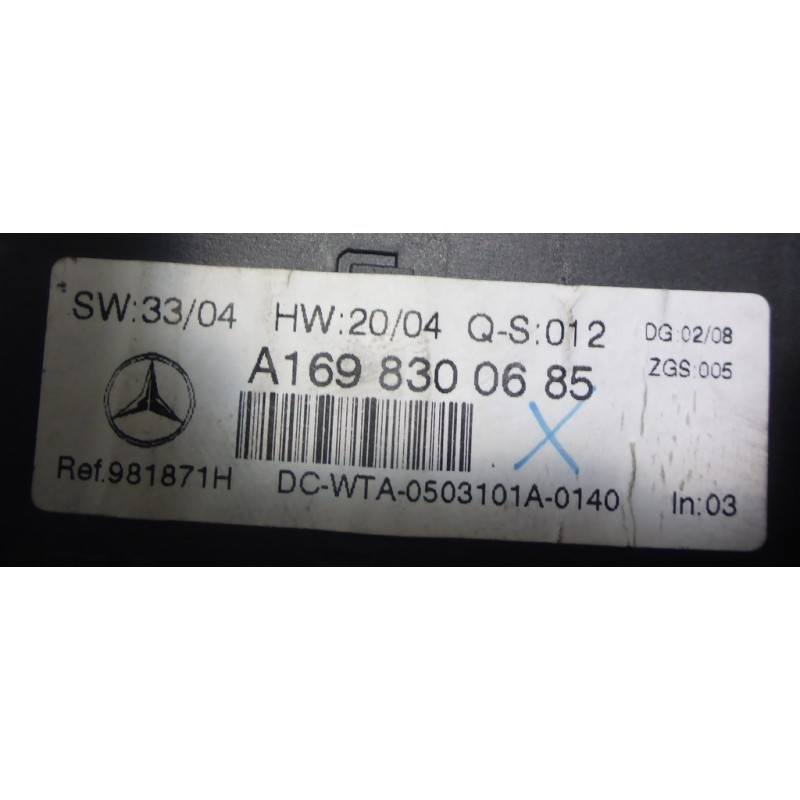 SW:33/04 HW:20/04 Q-S:012 DG:02/08
A169 830 06 85 ZGS:005
Ref.981871H DC-WTA-0503101A-0140 In:03